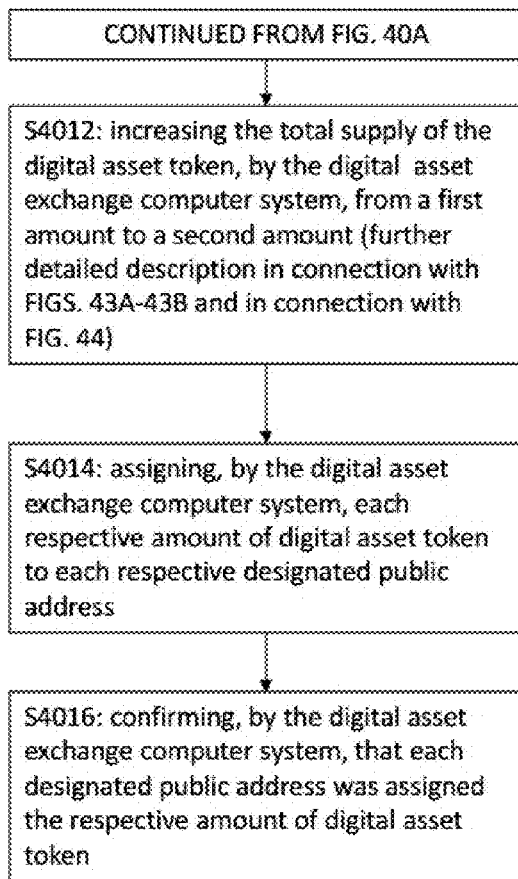 CONTINUED FROM FIG. 40A
S4012: increasing the total supply of the
digital asset token, by the digital asset
exchange computer system, from a first
amount to a second amount (further
detailed description in connection with
FIGS. 43A-43B and in connection with
FIG. 44)
S4014: assigning, by the digital asset
exchange computer system, each
respective amount of digital asset token
to each respective designated public
address
S4016: confirming, by the digital asset
exchange computer system, that each
designated public address was assigned
the respective amount of digital asset
token